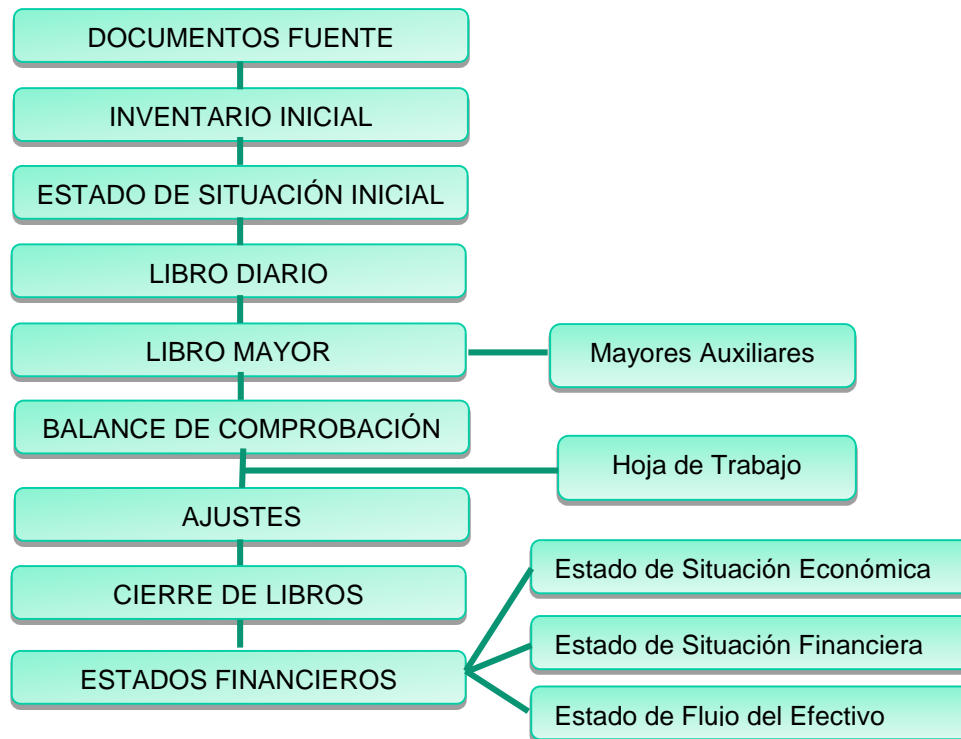 DOCUMENTOS FUENTE
INVENTARIO INICIAL
ESTADO DE SITUACIÓN INICIAL
LIBRO DIARIO
LIBRO MAYOR
Mayores Auxiliares
BALANCE DE COMPROBACIÓN
Hoja de Trabajo
AJUSTES
CIERRE DE LIBROS
ESTADOS FINANCIEROS
Estado de Situación Económica
Estado de Situación Financiera
Estado de Flujo del Efectivo